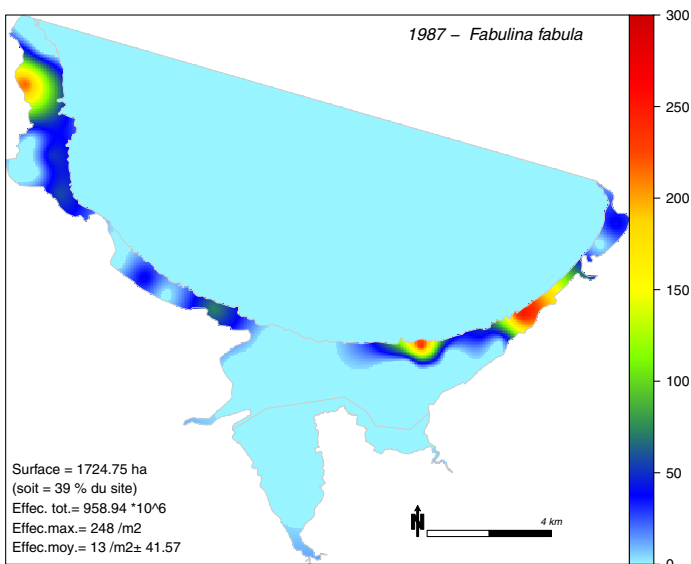 1987 – Fabulina fabula
300
250
200
150
100
50
0
Surface = 1724.75 ha
(soit = 39 % du site)
Effec. tot.= 958.94 *10^6
Effec.max.= 248 /m2
Effec.moy.= 13 /m2± 41.57
N
4 km